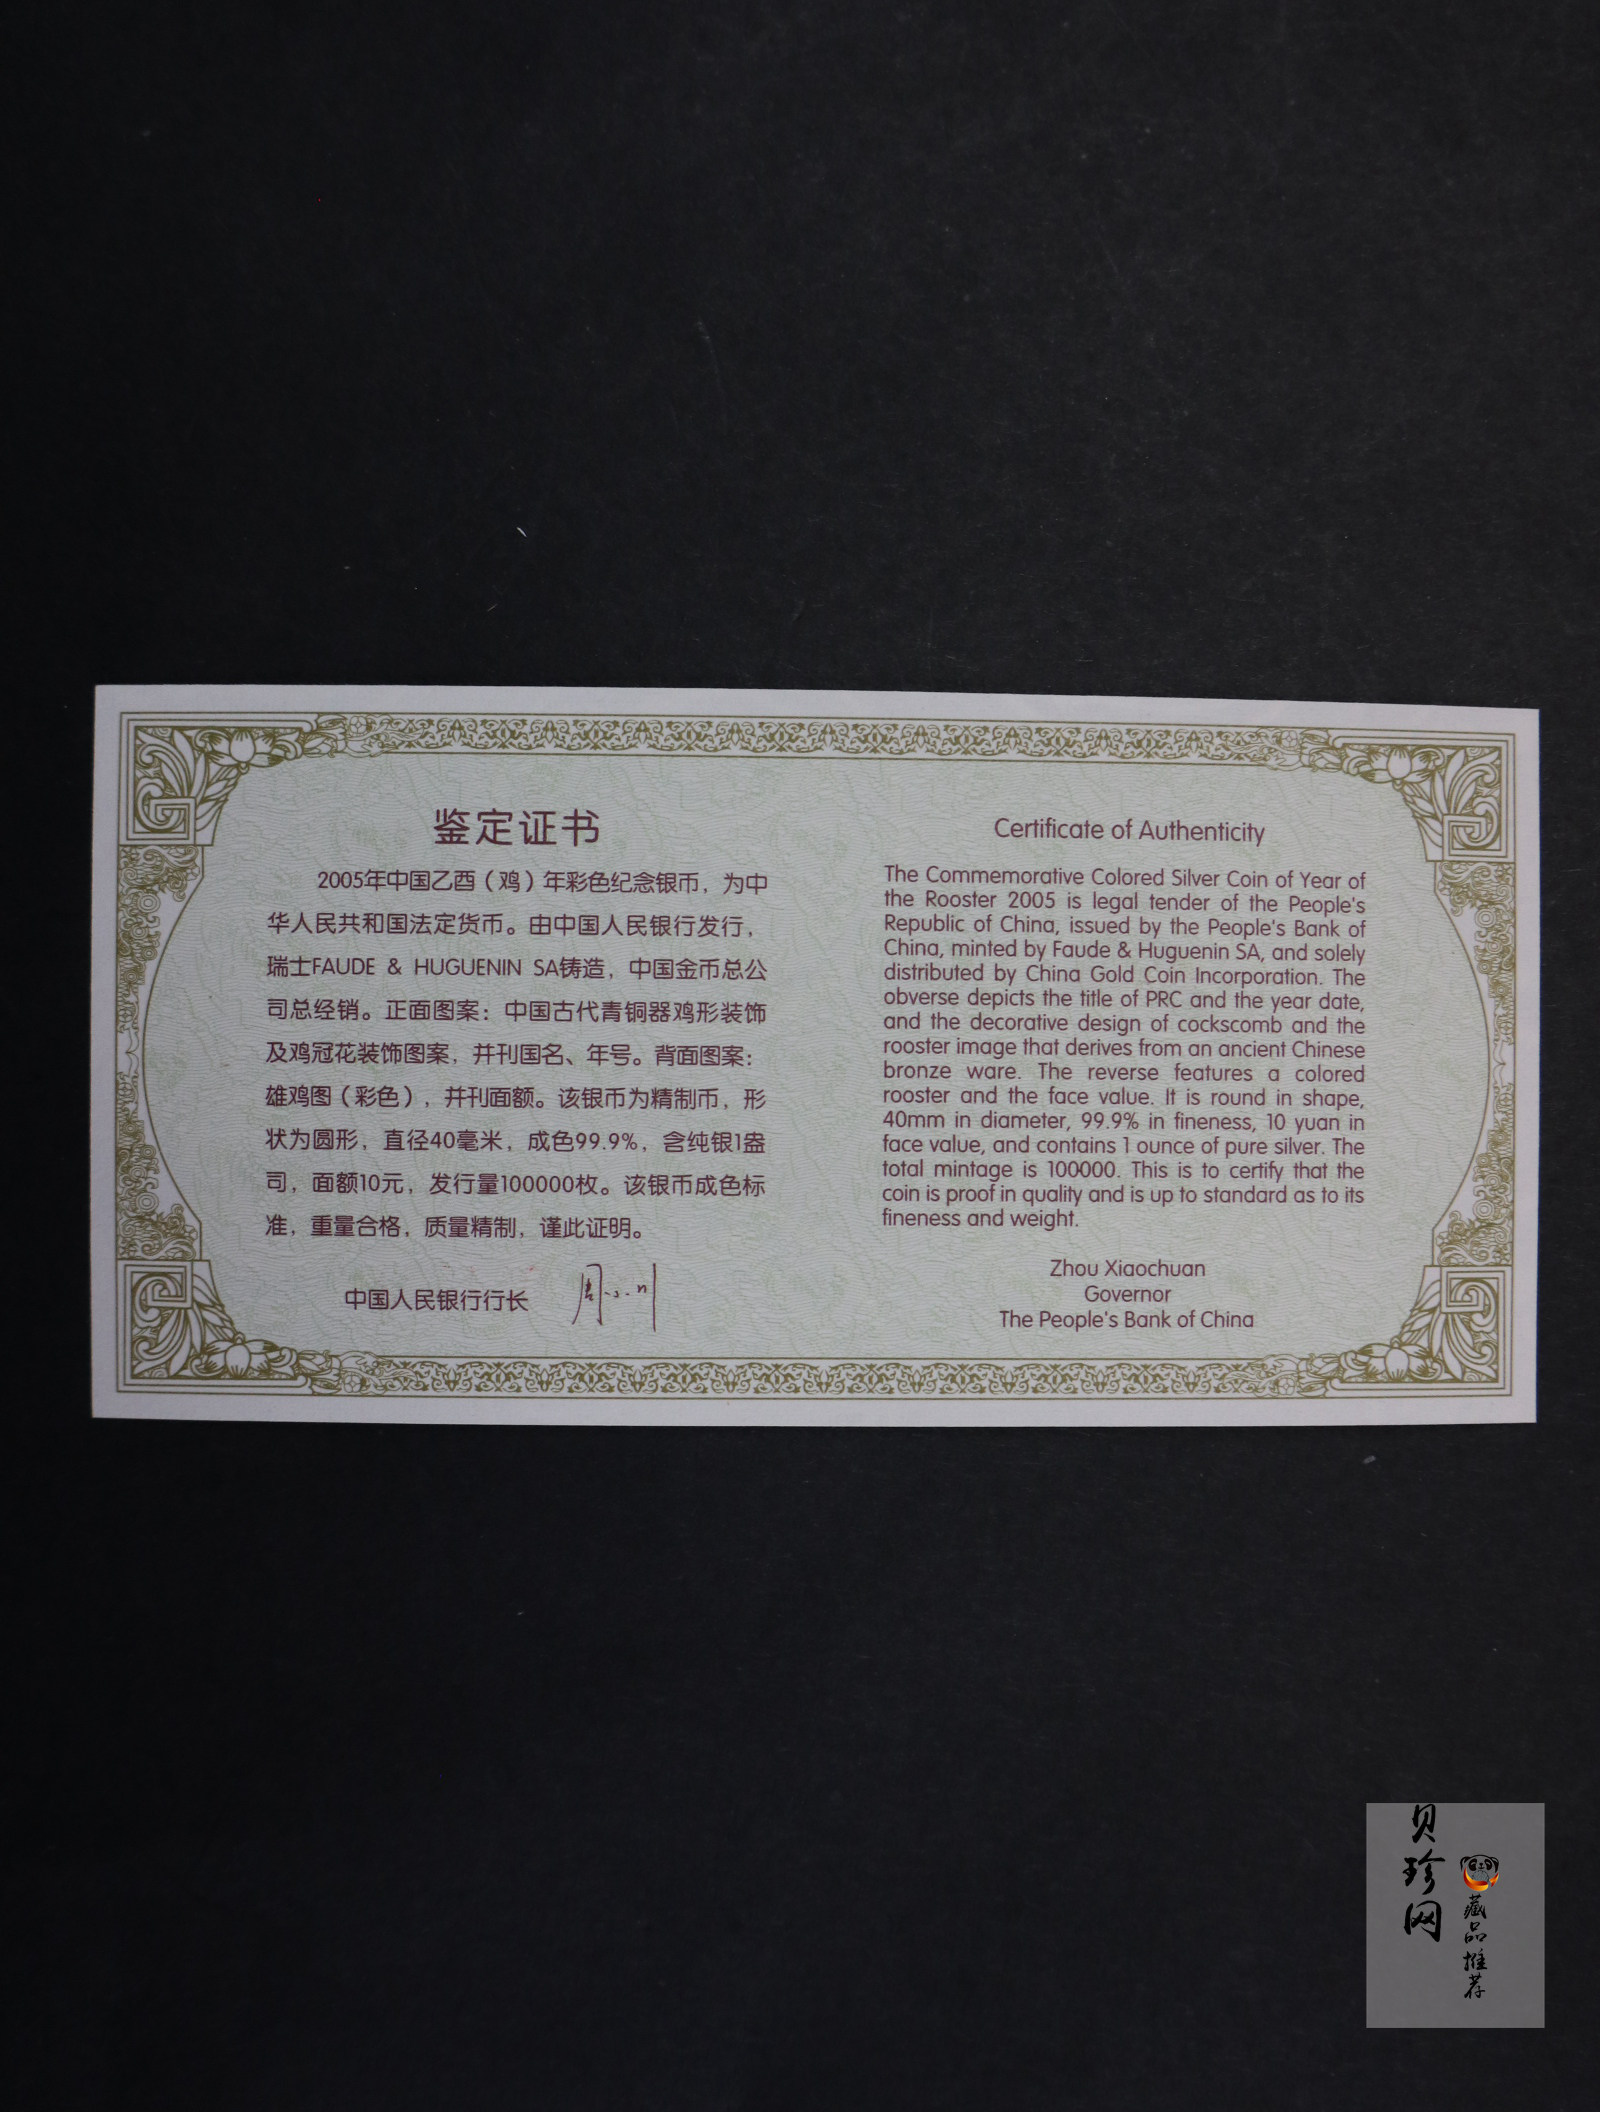 鉴定证书
2005年中国乙酉（鸡）年彩色纪念银币，为中
华人民共和国法定货币。由中国人民银行发行，
瑞士FAUDE & HUGUENIN SA铸造，中国金币总公
司总经销。正面图案：中国古代青铜器鸡形装饰
及鸡冠花装饰图案，并刊国名、年号。背面图案：
雄鸡图（彩色），并刊面额。该银币为精制币，形
状为圆形，直径40毫米，成色99.9%，含纯银1盎
司，面额10元，发行量100000枚。该银币成色标
准，重量合格，质量精制，谨此证明。
中国人民银行行长 周小川
Certificate of Authenticity
The Commemorative Colored Silver Coin of Year of
the Rooster 2005 is legal tender of the People's
Republic of China, issued by the People's Bank of
China, minted by Faude & Huguenin SA, and solely
distributed by China Gold Coin Incorporation. The
obverse depicts the title of PRC and the year date,
and the decorative design of cockscomb and the
rooster image that derives from an ancient Chinese
bronze ware. The reverse features a colored
rooster and the face value. It is round in shape,
40mm in diameter, 99.9% in fineness, 10 yuan in
face value, and contains 1 ounce of pure silver. The
total mintage is 100000. This is to certify that the
coin is proof in quality and is up to standard as to its
fineness and weight.
Zhou Xiaochuan
Governor
The People's Bank of China
贝珍网
藏品推荐